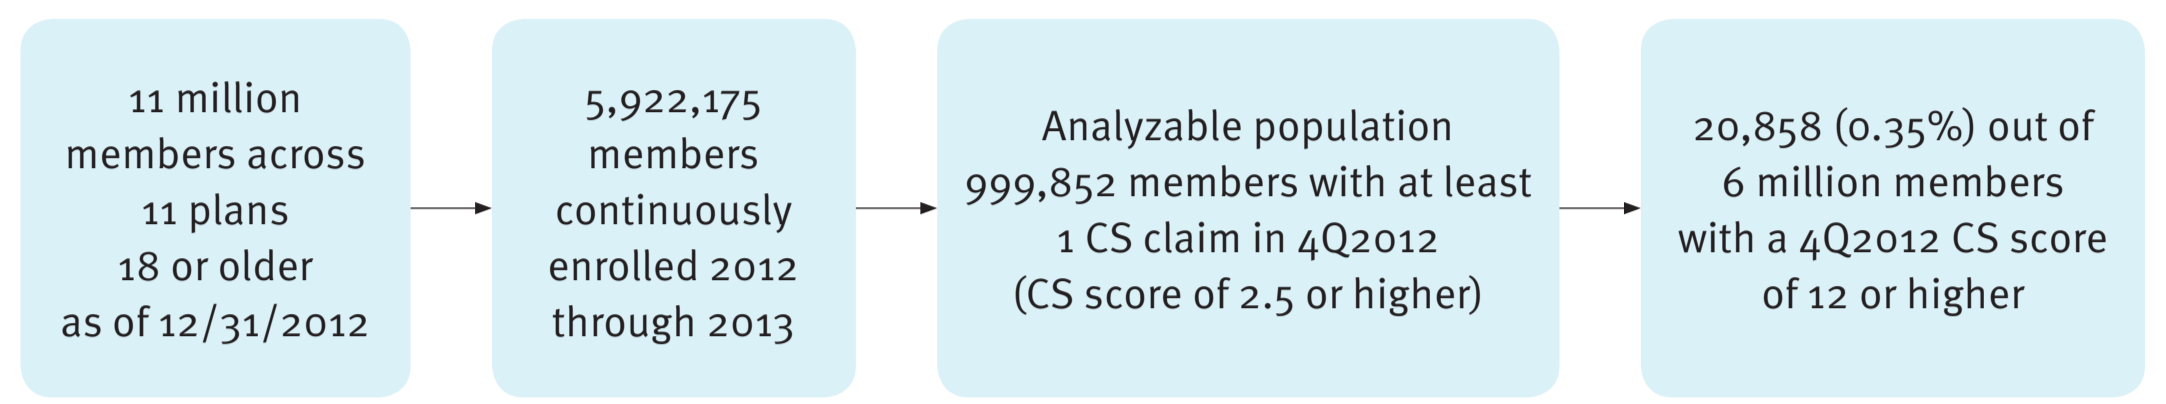 11 million
members across
11 plans
18 or older
as of 12/31/2012
5,922,175
members
continuously
enrolled 2012
through 2013
Analyzable population
999,852 members with at least
1 CS claim in 4Q2012
(CS score of 2.5 or higher)
20,858 (0.35%) out of
6 million members
with a 4Q2012 CS score
of 12 or higher